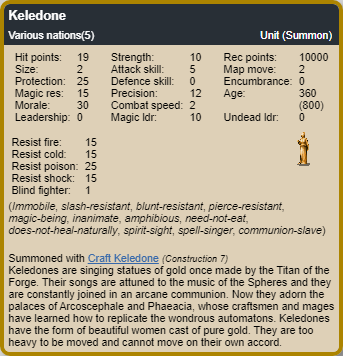 Keledone
Various nations(5) Unit (Summon)
Hit points: 19 Strength: 10 Rec points: 10000
Size: 2 Attack skill: 5 Map move: 2
Protection: 25 Defence skill: 0 Encumbrance: 0
Magic res: 15 Precision: 12 Age: 360
Morale: 30 Combat speed: 2 (800)
Leadership: 0 Magic ldr: 10 Undead ldr: 0
Resist fire: 15
Resist cold: 15
Resist poison: 25
Resist shock: 15
Blind fighter: 1
(Immobile, slash-resistant, blunt-resistant, pierce-resistant,
magic-being, inanimate, amphibious, need-not-eat,
does-not-heal-naturally, spirit-sight, spell-singer, communion-slave)
Summoned with Craft Keledone (Construction 7)
Keledones are singing statues of gold once made by the Titan of the
Forge. Their songs are attuned to the music of the Spheres and they
are constantly joined in an arcane communion. Now they adorn the
palaces of Arcoscephale and Phaeacia, whose craftsmen and mages
have learned how to replicate the wondrous automatons. Keledones
have the form of beautiful women cast of pure gold. They are too
heavy to be moved and cannot move on their own accord.